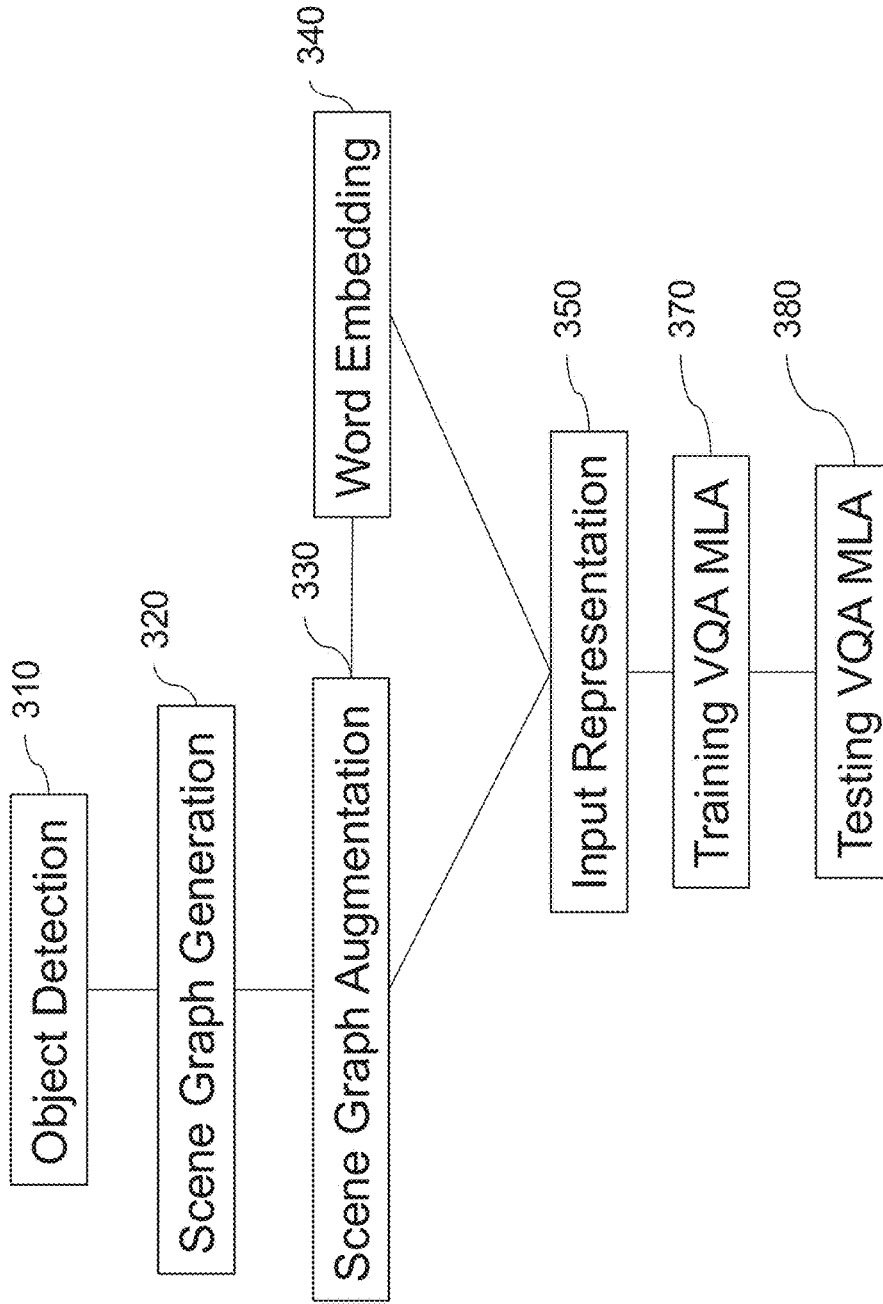 Object Detection
310
Scene Graph Generation
320
Scene Graph Augmentation
330
Word Embedding
340
Input Representation
350
Training VQA MLA
370
Testing VQA MLA
380